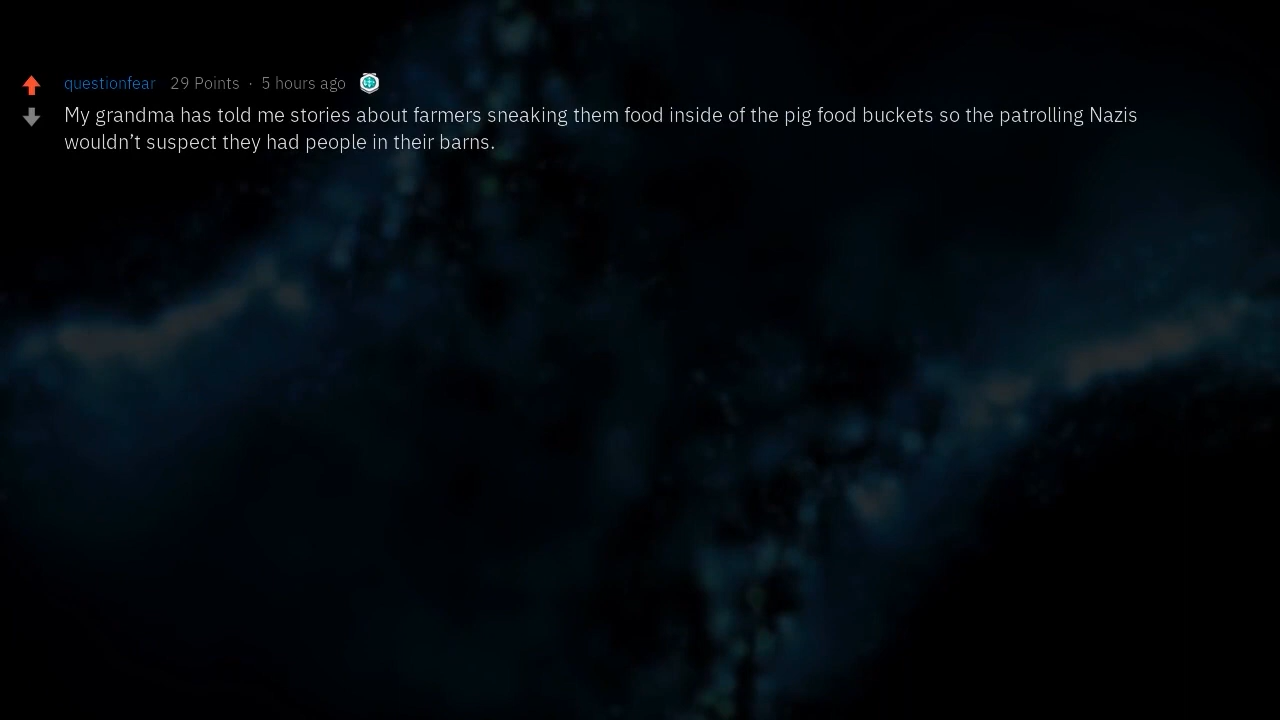 questionfear 29 Points · 5 hours ago
My grandma has told me stories about farmers sneaking them food inside of the pig food buckets so the patrolling Nazis
wouldn’t suspect they had people in their barns.